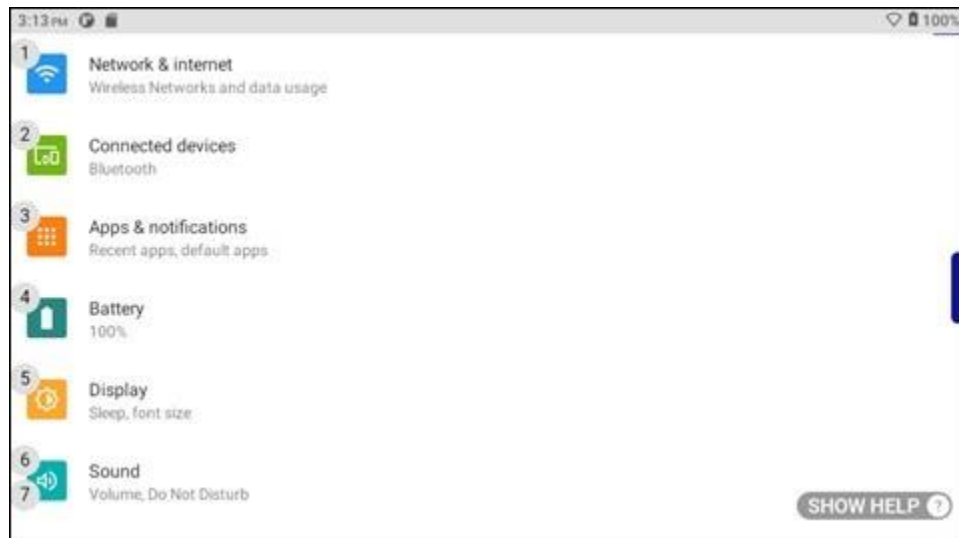 3:13 PM 100%
1
Network & internet
Wireless Networks and data usage
2
Connected devices
Bluetooth
3
Apps & notifications
Recent apps, default apps
4
Battery
100%
5
Display
Sleep, font size
6
Sound
7
Volume, Do Not Disturb
SHOW HELP ?